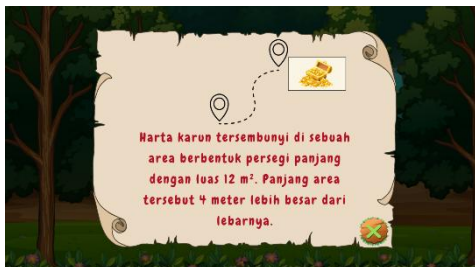 Harta karun tersembunyi di sebuah
area berbentuk persegi panjang
dengan luas 12 m². Panjang area
tersebut 4 meter lebih besar dari
lebarnya.